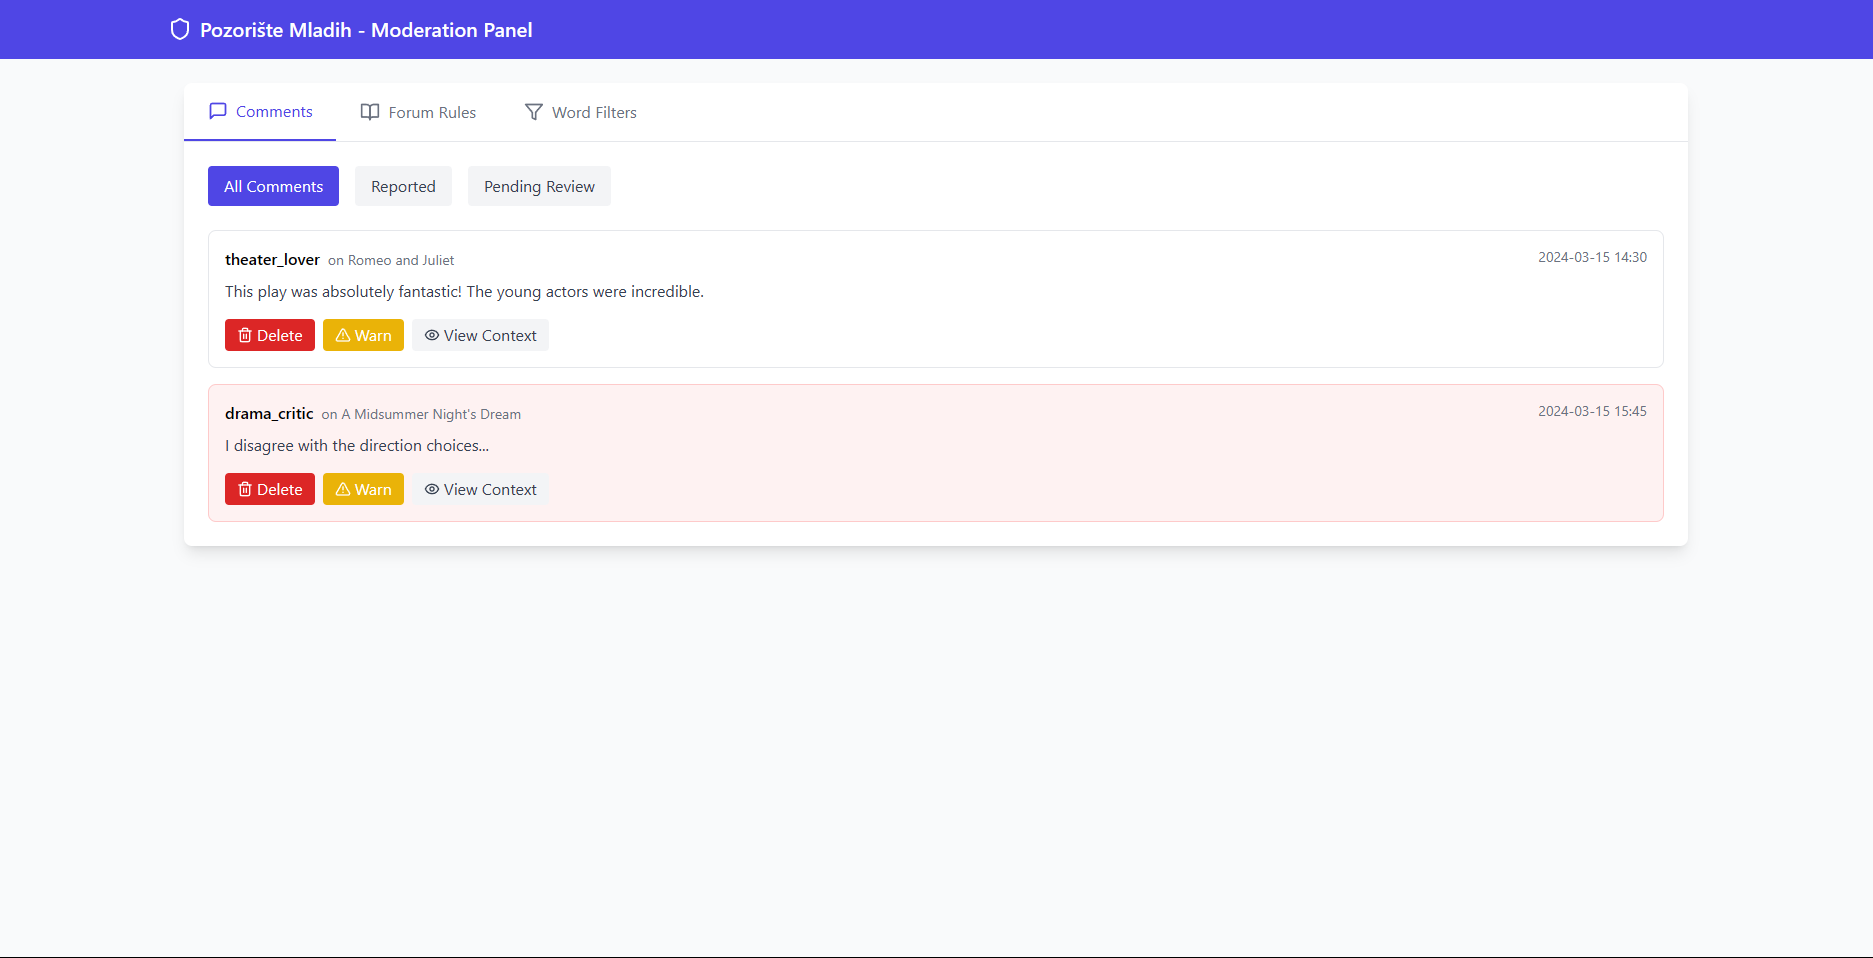 Pozorište Mladih - Moderation Panel
Comments Forum Rules Word Filters
All Comments Reported Pending Review
theater_lover on Romeo and Juliet 2024-03-15 14:30
This play was absolutely fantastic! The young actors were incredible.
Delete Warn View Context
drama_critic on A Midsummer Night's Dream 2024-03-15 15:45
I disagree with the direction choices...
Delete Warn View Context